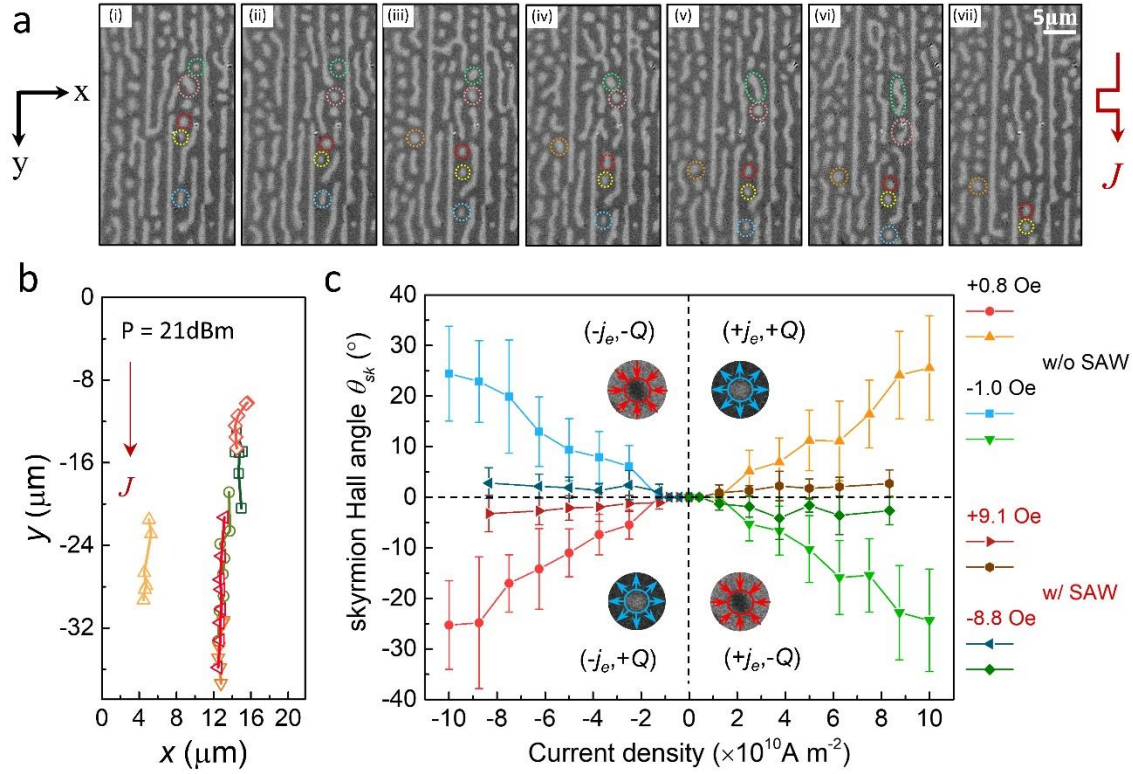 a
(i) (ii) (iii) (iv) (v) (vi) (vii) 5μm
x
y
J
b
P = 21dBm
J
0
-8
-16
-24
-32
y (μm)
0 4 8 12 16 20
x (μm)
c
40
30
20
10
0
-10
-20
-30
-40
skyrmion Hall angle θsk (°)
(-je,-Q) (+je,+Q)
(-je,+Q) (+je,-Q)
-10 -8 -6 -4 -2 0 2 4 6 8 10
Current density (×10¹⁰A m⁻²)
+0.8 Oe
w/o SAW
-1.0 Oe
+9.1 Oe
w/ SAW
-8.8 Oe